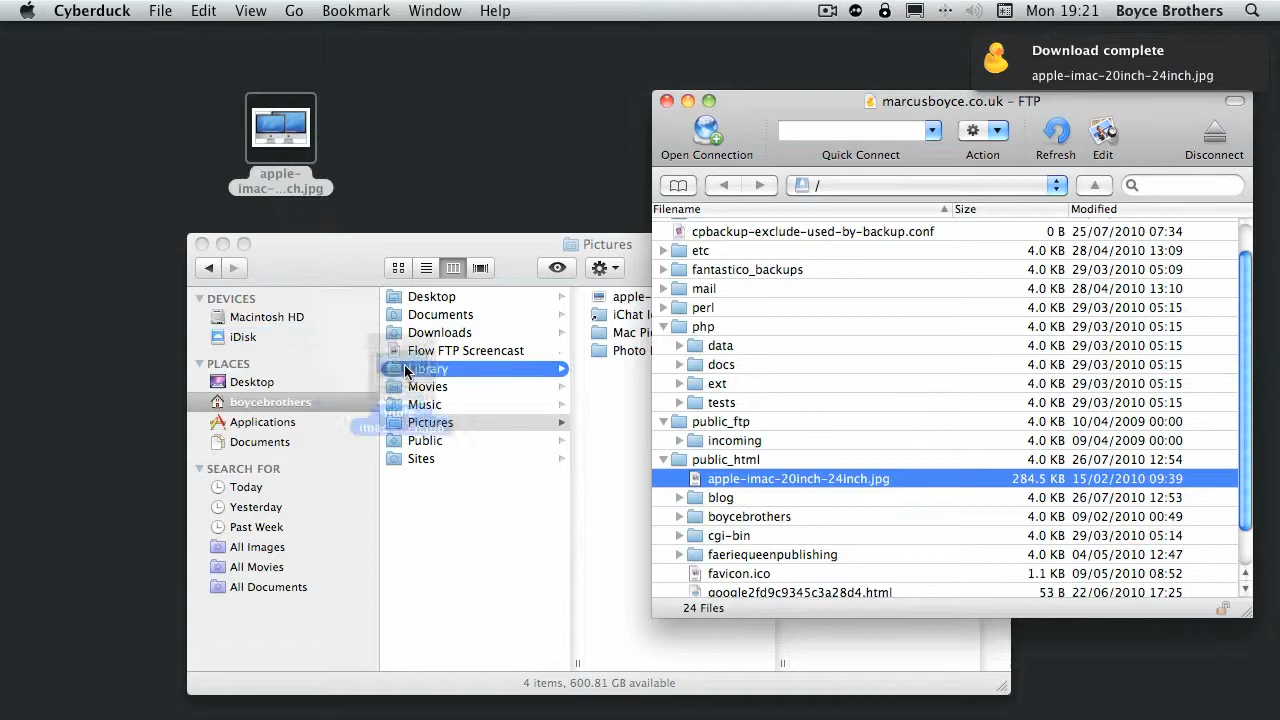 Cyberduck File Edit View Go Bookmark Window Help Mon 19:21 Boyce Brothers
Download complete
apple-imac-20inch-24inch.jpg
apple-
imac-...ch.jpg
marcusboyce.co.uk – FTP
Open Connection Quick Connect Action Refresh Edit Disconnect
/
Filename Size Modified
cpbackup-exclude-used-by-backup.conf 0 B 25/07/2010 07:34
etc 4.0 KB 28/04/2010 13:09
fantastico_backups 4.0 KB 29/03/2010 05:09
mail 4.0 KB 28/04/2010 13:10
perl 4.0 KB 29/03/2010 05:15
php 4.0 KB 29/03/2010 05:15
data 4.0 KB 29/03/2010 05:15
docs 4.0 KB 29/03/2010 05:15
ext 4.0 KB 29/03/2010 05:15
tests 4.0 KB 29/03/2010 05:15
public_ftp 4.0 KB 09/04/2009 00:00
incoming 4.0 KB 09/04/2009 00:00
public_html 4.0 KB 26/07/2010 12:54
apple-imac-20inch-24inch.jpg 284.5 KB 15/02/2010 09:39
blog 4.0 KB 26/07/2010 12:53
boycebrothers 4.0 KB 09/02/2010 00:49
cgi-bin 4.0 KB 29/03/2010 05:14
faeriequeenpublishing 4.0 KB 04/05/2010 12:47
favicon.ico 1.1 KB 09/05/2010 08:52
google2fd9c9345c3a28d4.html 53 B 22/06/2010 17:25
24 Files
Pictures
DEVICES
Macintosh HD
iDisk
PLACES
Desktop
boycebrothers
Applications
Documents
SEARCH FOR
Today
Yesterday
Past Week
All Images
All Movies
All Documents
Desktop
Documents
Downloads
Flow FTP Screencast
Library
Movies
Music
Pictures
Public
Sites
apple-
iChat
Mac Pi
Photo
4 items, 600.81 GB available